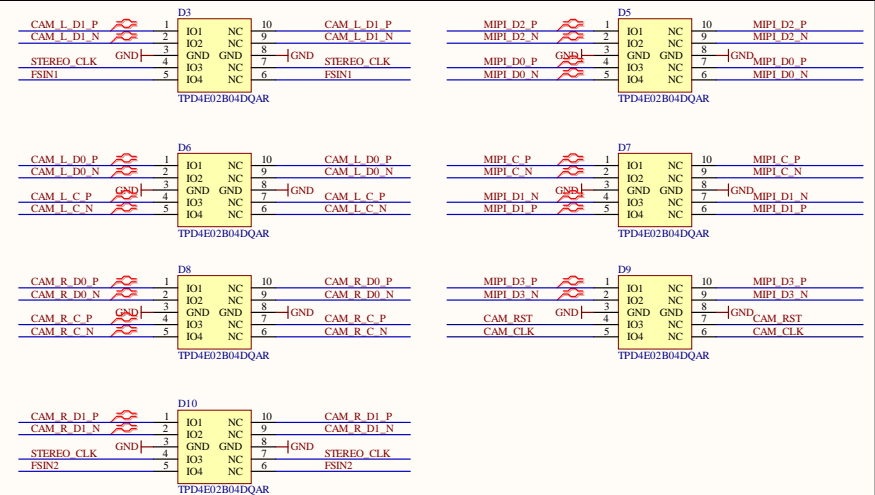 D3
CAM_L_D1_P 1 IO1 NC 10 CAM_L_D1_P
CAM_L_D1_N 2 IO2 NC 9 CAM_L_D1_N
GND 3 GND GND 8 GND
STEREO_CLK 4 IO3 NC 7 STEREO_CLK
FSIN1 5 IO4 NC 6 FSIN1
TPD4E02B04DQAR
D5
MIPI_D2_P 1 IO1 NC 10 MIPI_D2_P
MIPI_D2_N 2 IO2 NC 9 MIPI_D2_N
GND 3 GND GND 8 GND
MIPI_D0_P 4 IO3 NC 7 MIPI_D0_P
MIPI_D0_N 5 IO4 NC 6 MIPI_D0_N
TPD4E02B04DQAR
D6
CAM_L_D0_P 1 IO1 NC 10 CAM_L_D0_P
CAM_L_D0_N 2 IO2 NC 9 CAM_L_D0_N
GND 3 GND GND 8 GND
CAM_L_C_P 4 IO3 NC 7 CAM_L_C_P
CAM_L_C_N 5 IO4 NC 6 CAM_L_C_N
TPD4E02B04DQAR
D7
MIPI_C_P 1 IO1 NC 10 MIPI_C_P
MIPI_C_N 2 IO2 NC 9 MIPI_C_N
GND 3 GND GND 8 GND
MIPI_D1_N 4 IO3 NC 7 MIPI_D1_N
MIPI_D1_P 5 IO4 NC 6 MIPI_D1_P
TPD4E02B04DQAR
D8
CAM_R_D0_P 1 IO1 NC 10 CAM_R_D0_P
CAM_R_D0_N 2 IO2 NC 9 CAM_R_D0_N
GND 3 GND GND 8 GND
CAM_R_C_P 4 IO3 NC 7 CAM_R_C_P
CAM_R_C_N 5 IO4 NC 6 CAM_R_C_N
TPD4E02B04DQAR
D9
MIPI_D3_P 1 IO1 NC 10 MIPI_D3_P
MIPI_D3_N 2 IO2 NC 9 MIPI_D3_N
GND 3 GND GND 8 GND
CAM_RST 4 IO3 NC 7 CAM_RST
CAM_CLK 5 IO4 NC 6 CAM_CLK
TPD4E02B04DQAR
D10
CAM_R_D1_P 1 IO1 NC 10 CAM_R_D1_P
CAM_R_D1_N 2 IO2 NC 9 CAM_R_D1_N
GND 3 GND GND 8 GND
STEREO_CLK 4 IO3 NC 7 STEREO_CLK
FSIN2 5 IO4 NC 6 FSIN2
TPD4E02B04DQAR